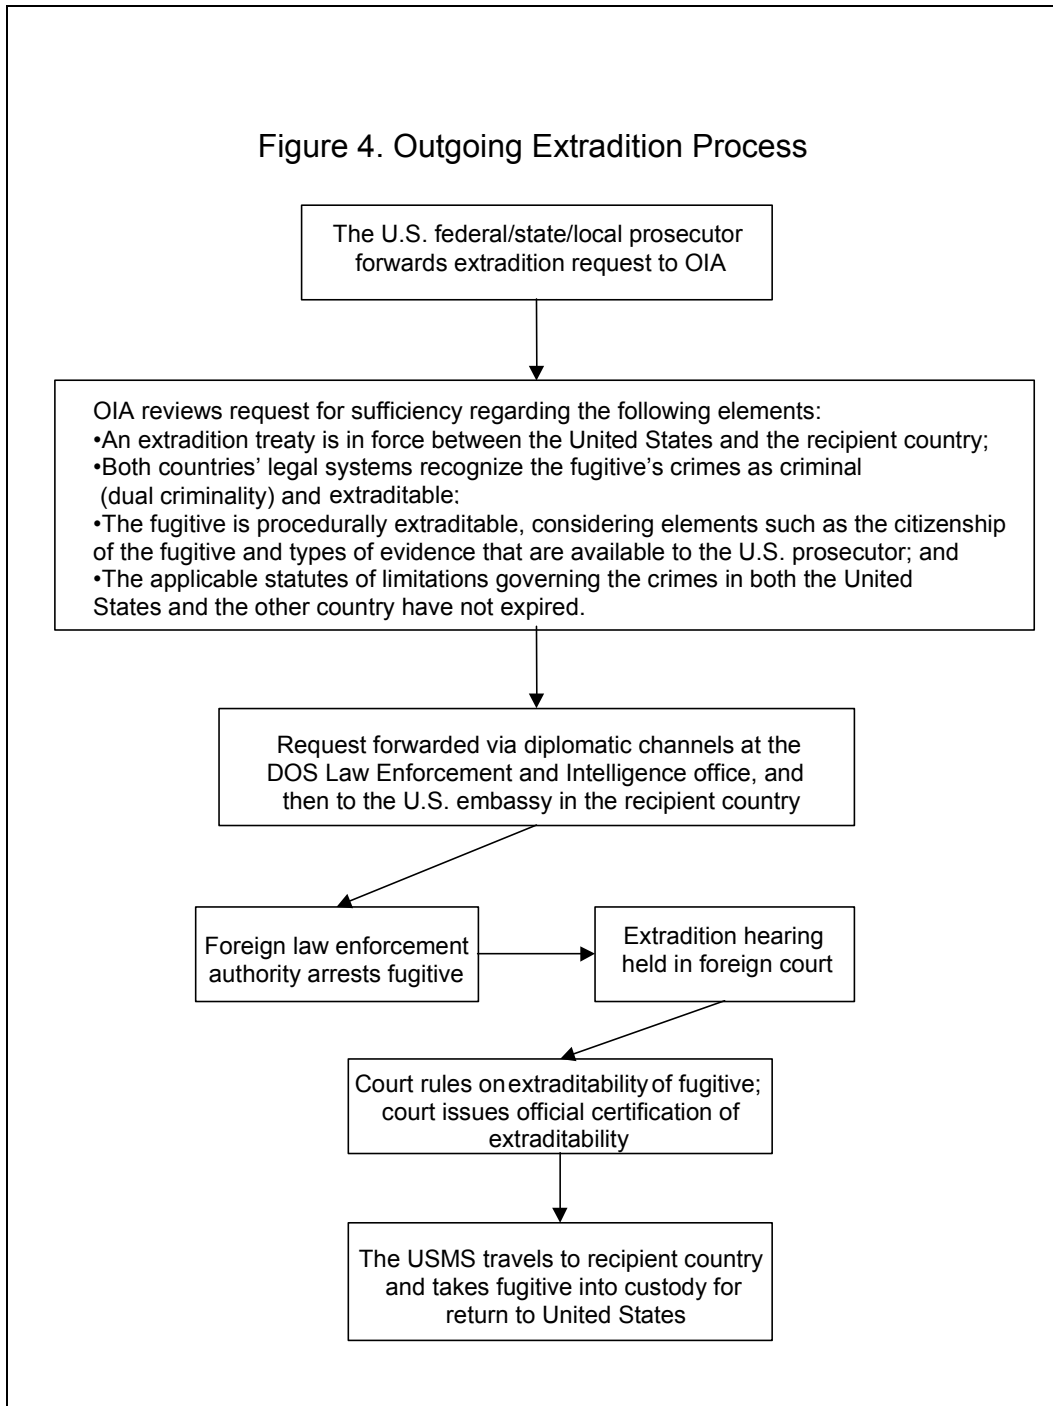 Figure 4. Outgoing Extradition Process
The U.S. federal/state/local prosecutor
forwards extradition request to OIA
OIA reviews request for sufficiency regarding the following elements:
•An extradition treaty is in force between the United States and the recipient country;
•Both countries’ legal systems recognize the fugitive’s crimes as criminal
(dual criminality) and extraditable;
•The fugitive is procedurally extraditable, considering elements such as the citizenship
of the fugitive and types of evidence that are available to the U.S. prosecutor; and
•The applicable statutes of limitations governing the crimes in both the United
States and the other country have not expired.
Request forwarded via diplomatic channels at the
DOS Law Enforcement and Intelligence office, and
then to the U.S. embassy in the recipient country
Foreign law enforcement
authority arrests fugitive
Extradition hearing
held in foreign court
Court rules on extraditability of fugitive;
court issues official certification of
extraditability
The USMS travels to recipient country
and takes fugitive into custody for
return to United States